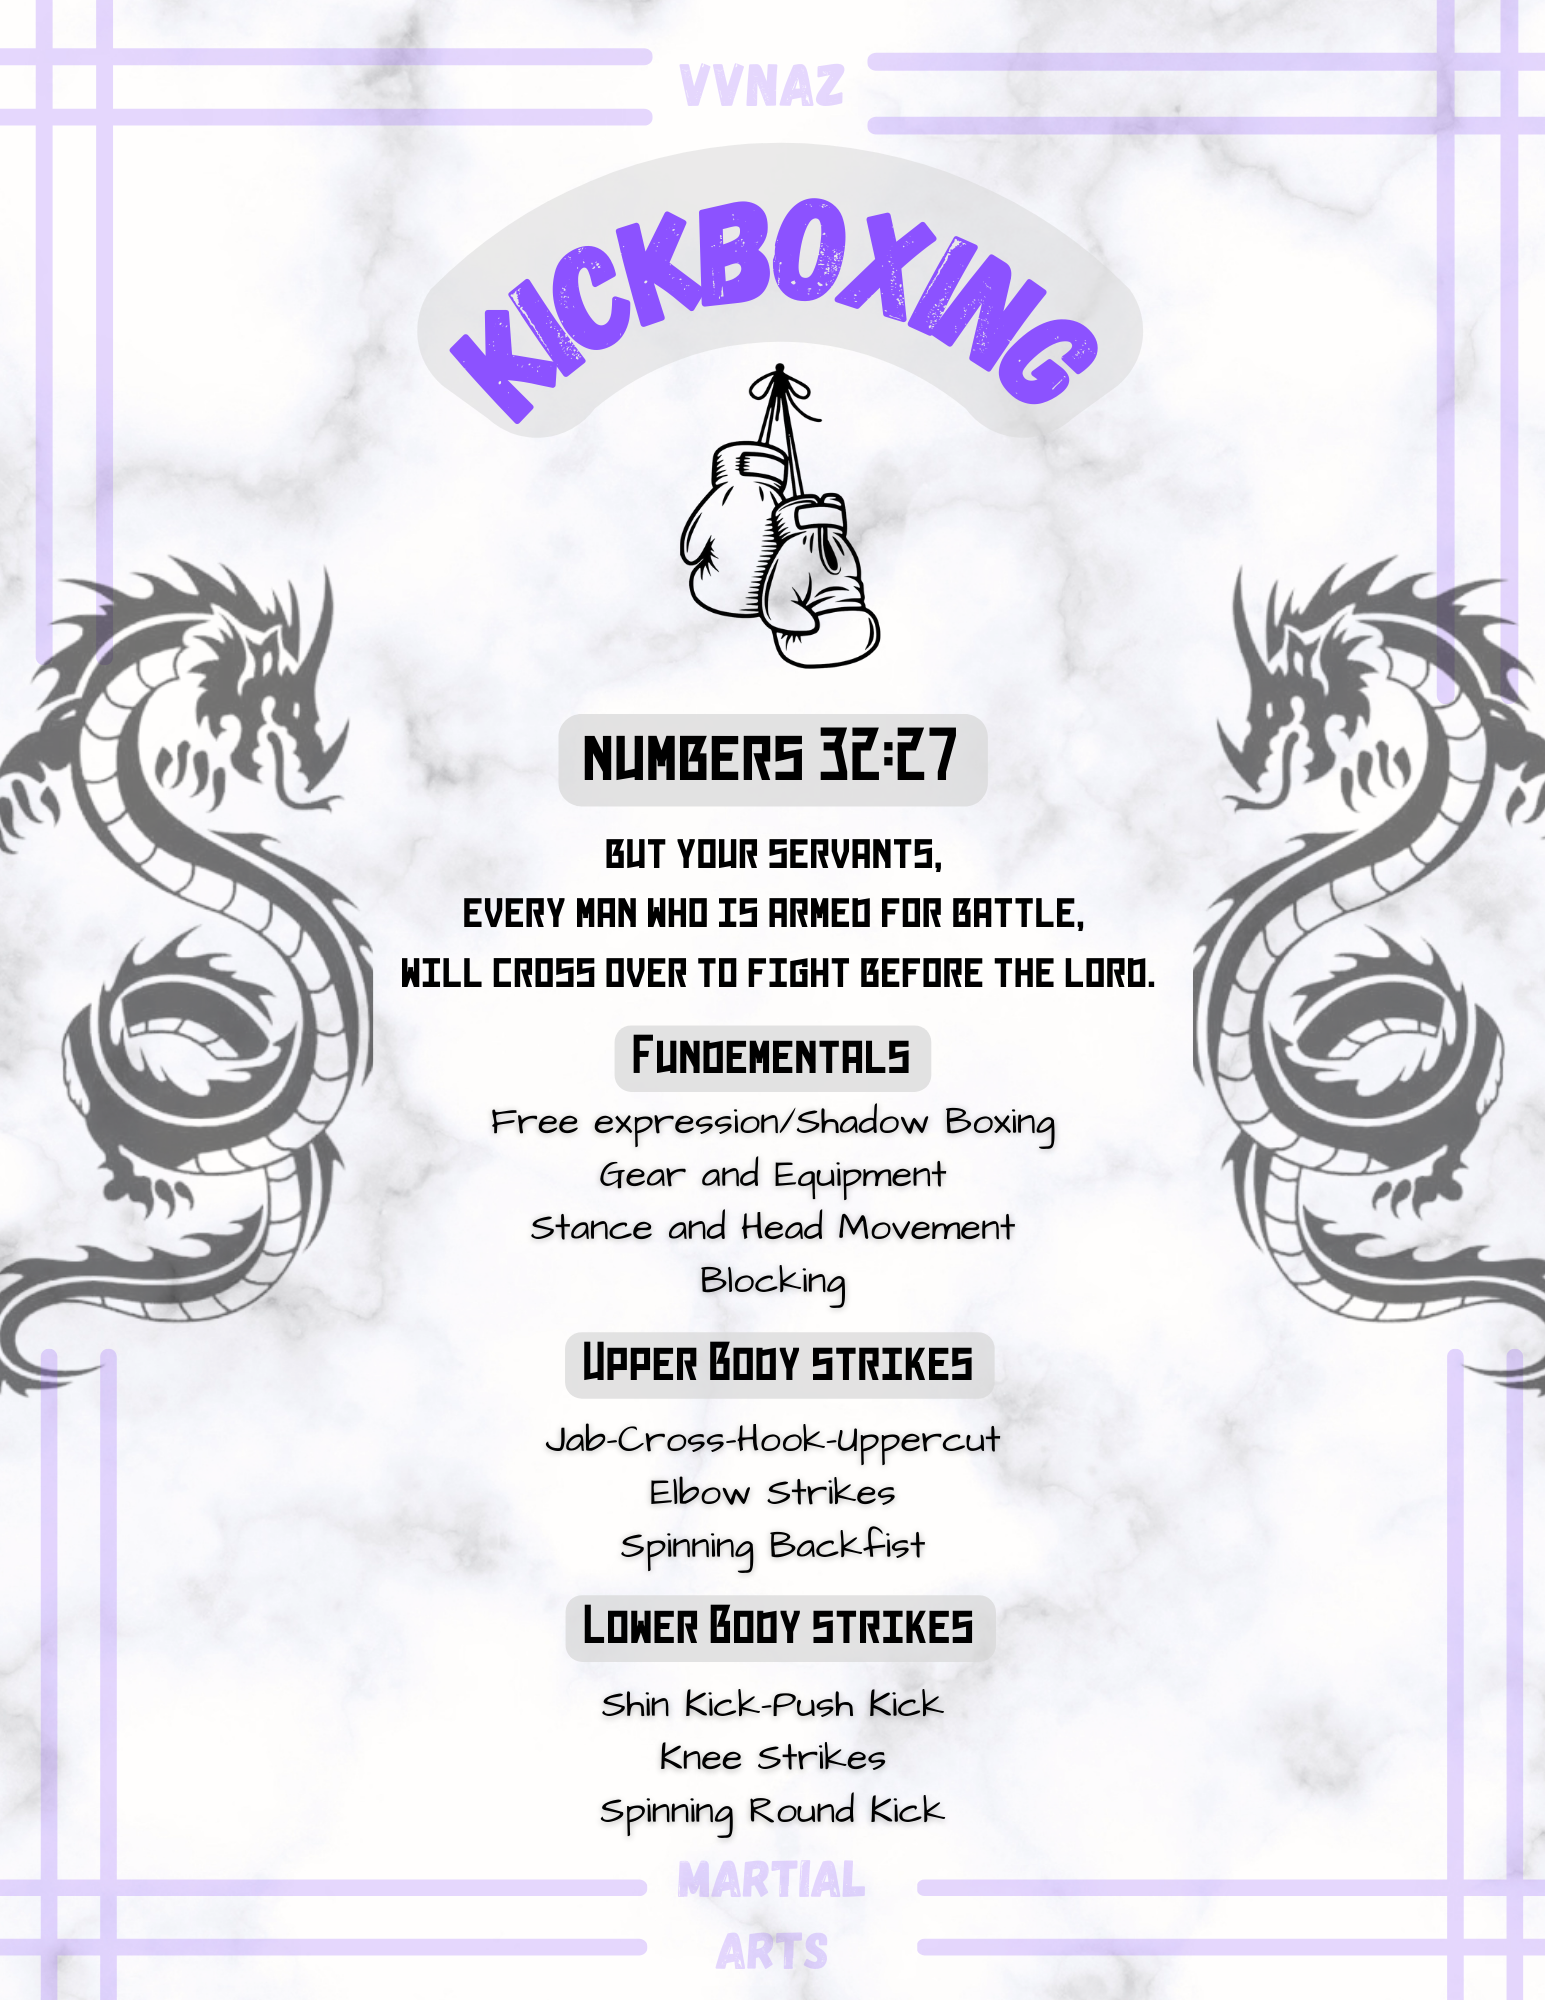 VVNAZ
KICKBOXING
NUMBERS 32:27
BUT YOUR SERVANTS,
EVERY MAN WHO IS ARMED FOR BATTLE,
WILL CROSS OVER TO FIGHT BEFORE THE LORD.
FUNDEMENTALS
Free expression/Shadow Boxing
Gear and Equipment
Stance and Head Movement
Blocking
UPPER BODY STRIKES
Jab-Cross-Hook-Uppercut
Elbow Strikes
Spinning Backfist
LOWER BODY STRIKES
Shin Kick-Push Kick
Knee Strikes
Spinning Round Kick
MARTIAL
ARTS